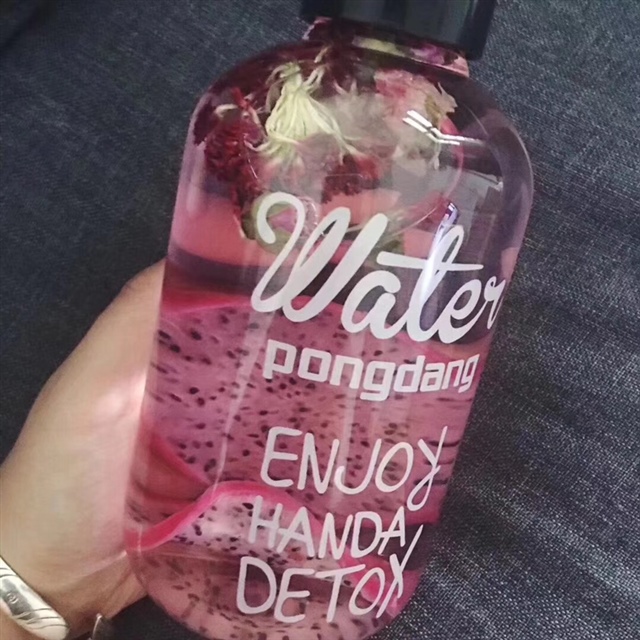 Water
pongdang
ENJOY
HANDA
DETOX